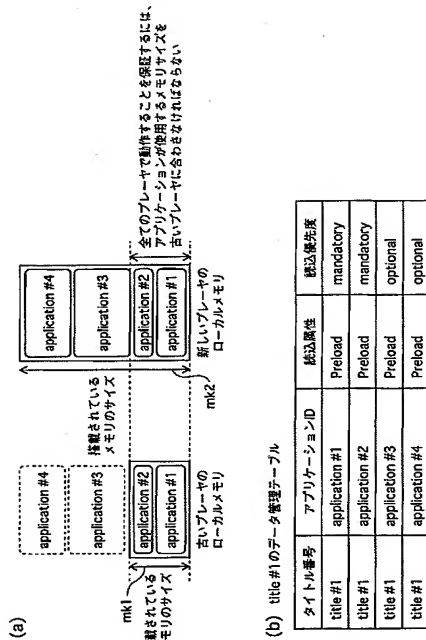 (a)
application #4
application #3
application #2
application #1
古いプレーヤの
ローカルメモリ
mk1
載されている
モリのサイズ
搭載されている
メモリのサイズ
application #4
application #3
application #2
application #1
新しいプレーヤの
ローカルメモリ
mk2
全てのプレーヤで動作することを保証するには、
アプリケーションが使用するメモリサイズを
古いプレーヤに合わさなければならない
(b) title#1のデータ管理テーブル
タイトル番号 アプリケーションID 読込属性 読込優先度
title #1 application #1 Preload mandatory
title #1 application #2 Preload mandatory
title #1 application #3 Preload optional
title #1 application #4 Preload optional